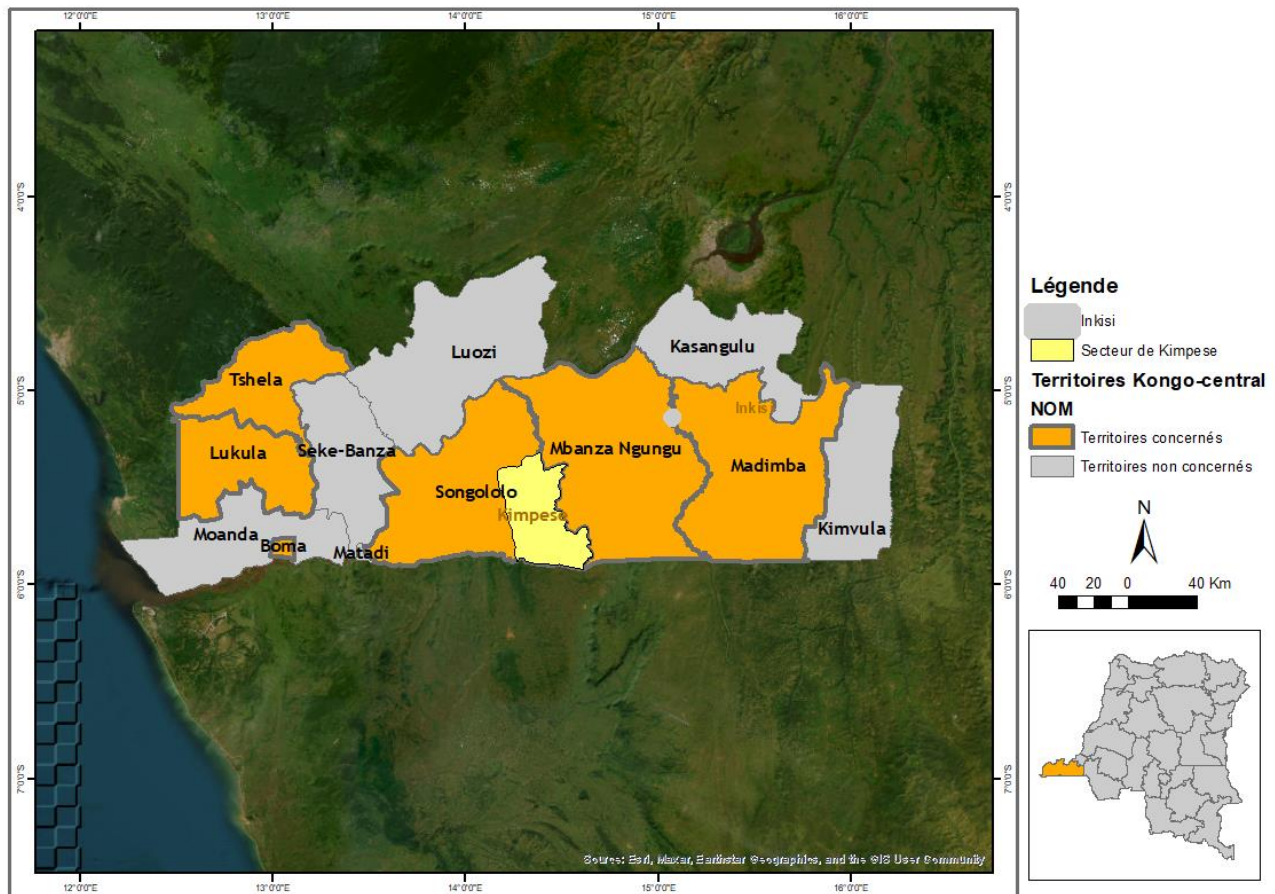 12°0'0"E
13°0'0"E
14°0'0"E
15°0'0"E
16°0'0"E
4°0'0"S
4°0'0"S
5°0'0"S
5°0'0"S
6°0'0"S
6°0'0"S
7°0'0"S
7°0'0"S
Luozi
Kasangulu
Tshela
Inkis
Lukula
Seke-Banza
Mbanza Ngungu
Madimba
Songololo
Kimpese
Moanda
Boma
Matadi
Kimvula
Source: Esri, Maxar, Earthstar Geographics, and the GIS User Community
12°0'0"E
13°0'0"E
14°0'0"E
15°0'0"E
16°0'0"E
Légende
Inkisi
Secteur de Kimpese
Territoires Kongo-central
NOM
Territoires concernés
Territoires non concernés
N
40 20 0 40 Km